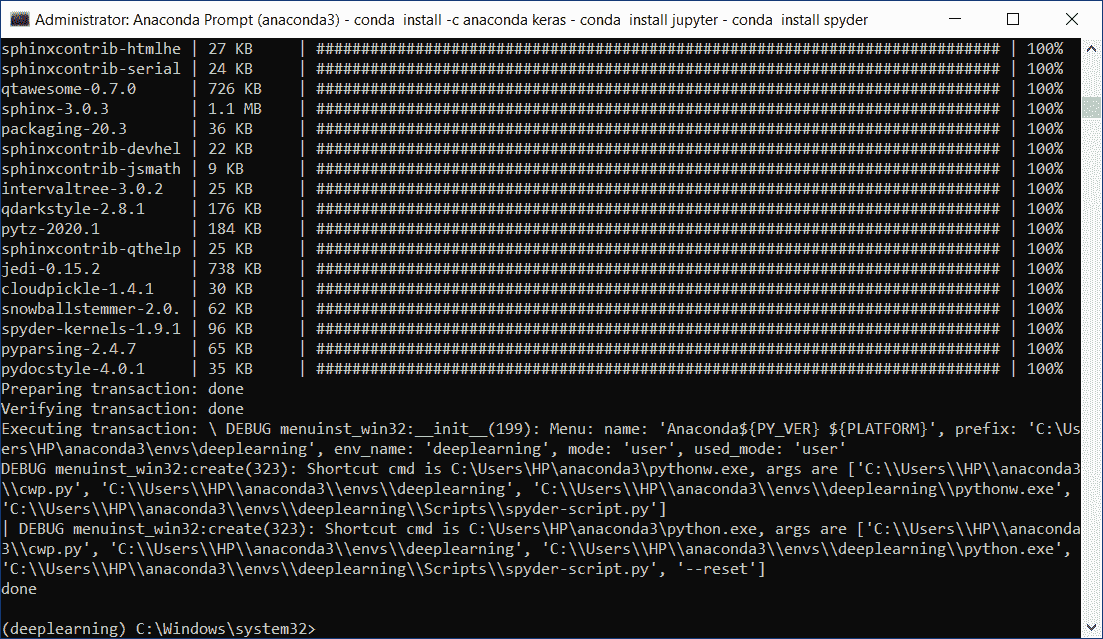 Administrator: Anaconda Prompt (anaconda3) - conda  install -c anaconda keras - conda  install jupyter - conda  install spyder
sphinxcontrib-htmlhe | 27 KB     | ############################################################################ | 100%
sphinxcontrib-serial | 24 KB     | ############################################################################ | 100%
qtawesome-0.7.0      | 726 KB    | ############################################################################ | 100%
sphinx-3.0.3         | 1.1 MB    | ############################################################################ | 100%
packaging-20.3       | 36 KB     | ############################################################################ | 100%
sphinxcontrib-devhel | 22 KB     | ############################################################################ | 100%
sphinxcontrib-jsmath | 9 KB      | ############################################################################ | 100%
intervaltree-3.0.2   | 25 KB     | ############################################################################ | 100%
qdarkstyle-2.8.1     | 176 KB    | ############################################################################ | 100%
pytz-2020.1          | 184 KB    | ############################################################################ | 100%
sphinxcontrib-qthelp | 25 KB     | ############################################################################ | 100%
jedi-0.15.2          | 738 KB    | ############################################################################ | 100%
cloudpickle-1.4.1    | 30 KB     | ############################################################################ | 100%
snowballstemmer-2.0. | 62 KB     | ############################################################################ | 100%
spyder-kernels-1.9.1 | 96 KB     | ############################################################################ | 100%
pyparsing-2.4.7      | 65 KB     | ############################################################################ | 100%
pydocstyle-4.0.1     | 35 KB     | ############################################################################ | 100%
Preparing transaction: done
Verifying transaction: done
Executing transaction: \ DEBUG menuinst_win32:__init__(199): Menu: name: 'Anaconda${PY_VER} ${PLATFORM}', prefix: 'C:\Us
ers\HP\anaconda3\envs\deeplearning', env_name: 'deeplearning', mode: 'user', used_mode: 'user'
DEBUG menuinst_win32:create(323): Shortcut cmd is C:\Users\HP\anaconda3\pythonw.exe, args are ['C:\\Users\\HP\\anaconda3
\\cwp.py', 'C:\\Users\\HP\\anaconda3\\envs\\deeplearning', 'C:\\Users\\HP\\anaconda3\\envs\\deeplearning\\pythonw.exe',
'C:\\Users\\HP\\anaconda3\\envs\\deeplearning\\Scripts\\spyder-script.py']
| DEBUG menuinst_win32:create(323): Shortcut cmd is C:\Users\HP\anaconda3\python.exe, args are ['C:\\Users\\HP\\anaconda
3\\cwp.py', 'C:\\Users\\HP\\anaconda3\\envs\\deeplearning', 'C:\\Users\\HP\\anaconda3\\envs\\deeplearning\\python.exe',
'C:\\Users\\HP\\anaconda3\\envs\\deeplearning\\Scripts\\spyder-script.py', '--reset']
done
(deeplearning) C:\Windows\system32>